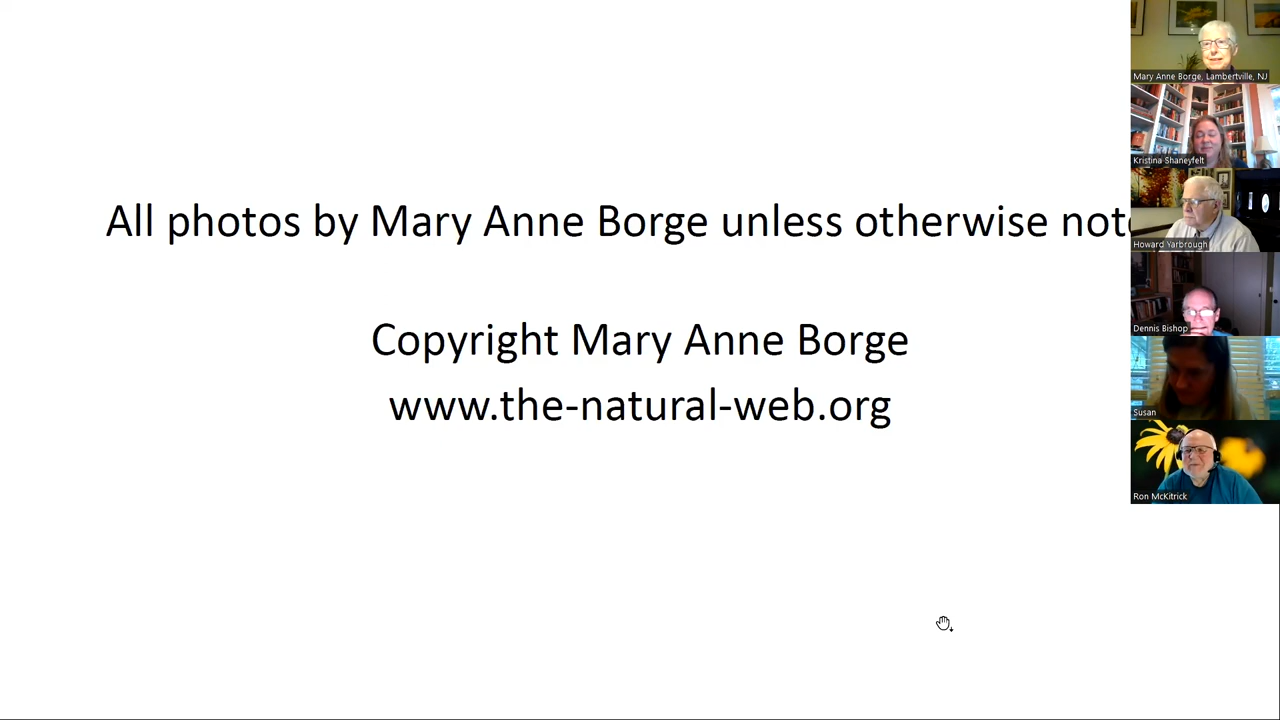 All photos by Mary Anne Borge unless otherwise
Copyright Mary Anne Borge
www.the-natural-web.org
Mary Anne Borge, Lambertville, NJ
Kristina Shaneyfelt
Howard Yarbrough
Dennis Bishop
Susan
Ron McKitrick